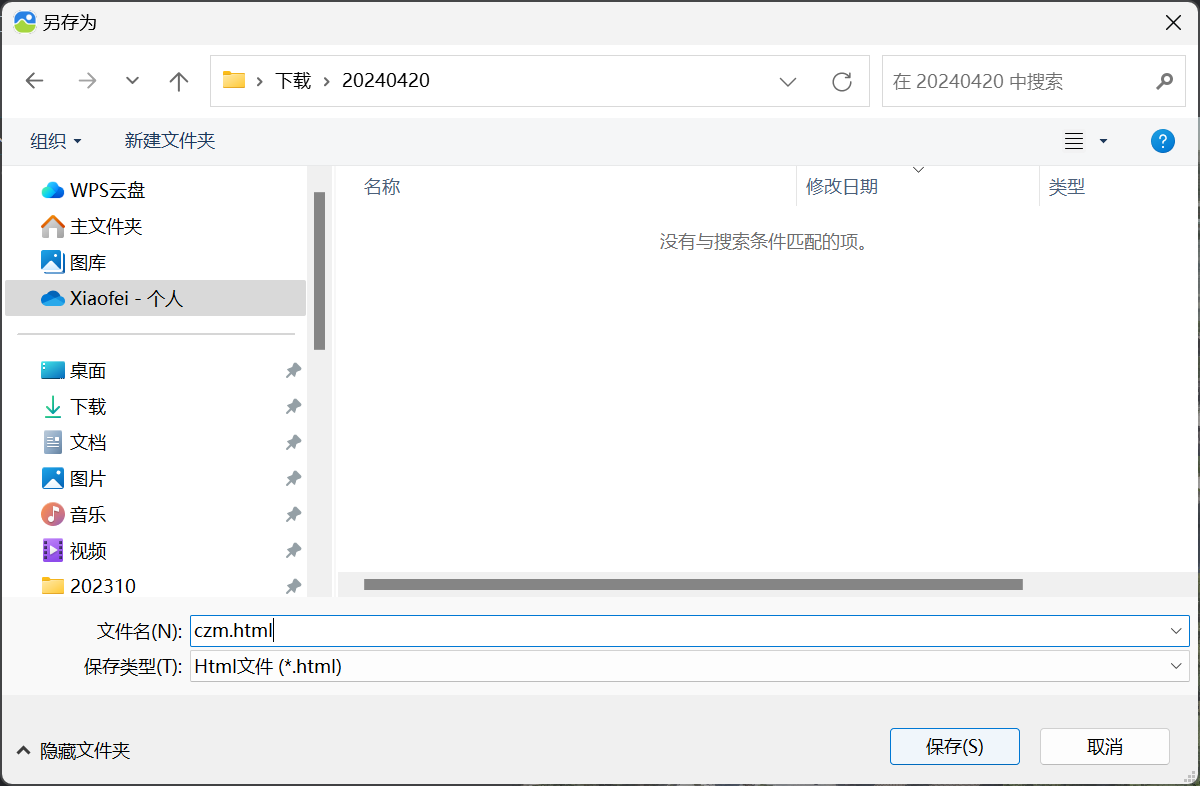 另存为
下载 20240420
在 20240420 中搜索
组织 新建文件夹
?
WPS云盘
主文件夹
图库
Xiaofei - 个人
桌面
下载
文档
图片
音乐
视频
202310
名称 修改日期 类型
没有与搜索条件匹配的项。
文件名(N): czm.html
保存类型(T): Html文件 (*.html)
隐藏文件夹
保存(S) 取消